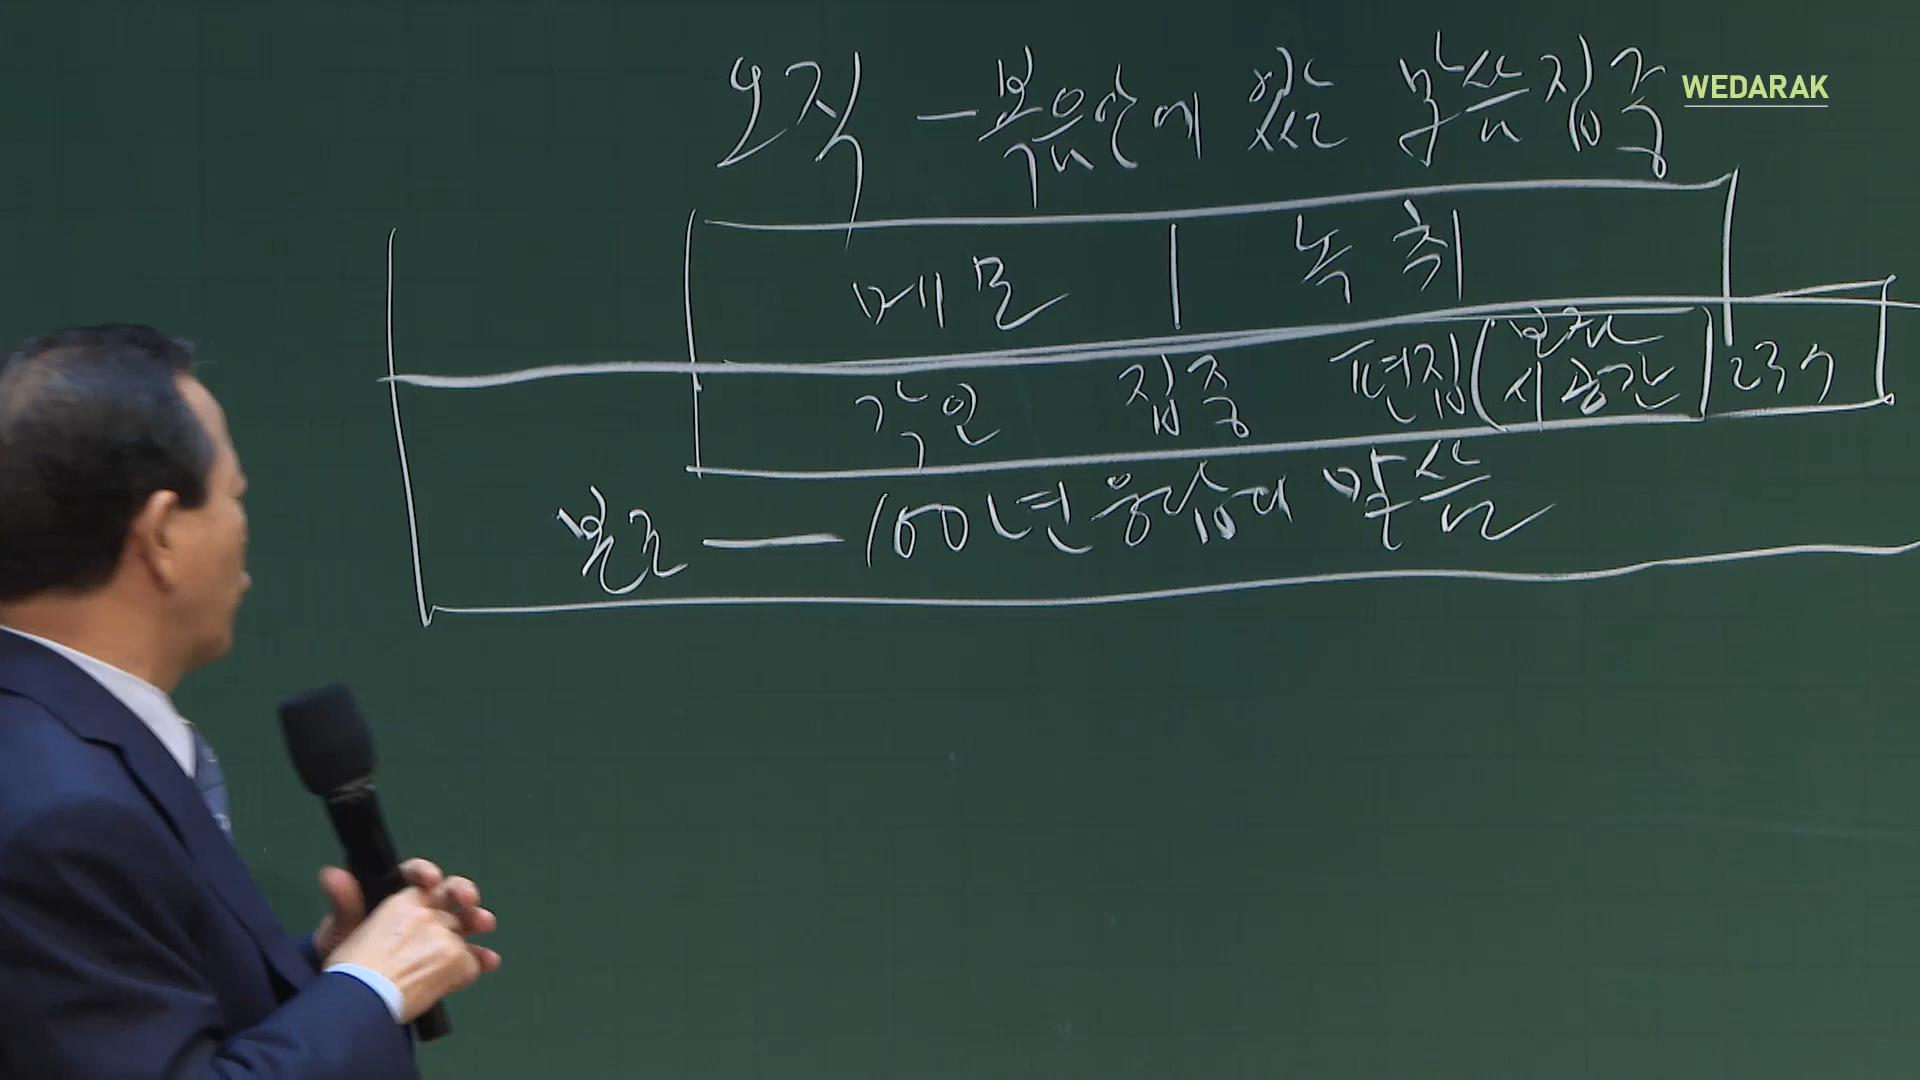 오직 - 복음안에 있는 말씀집중
WEDARAK
메모 | 녹취
각인 집중 편집 (보좌 시공간) 237
본론 — 100년응답의 말씀